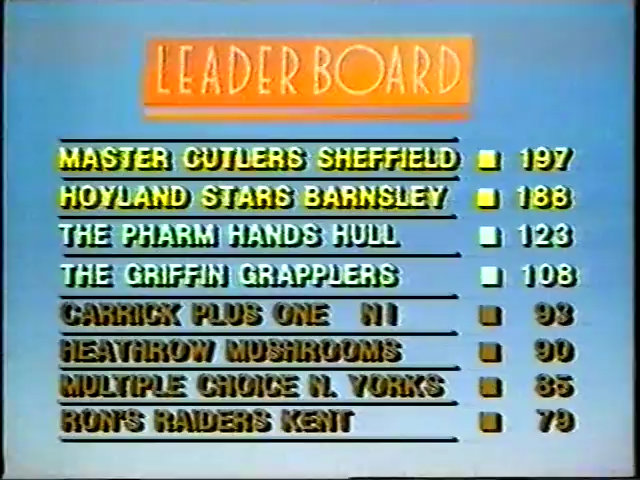 LEADERBOARD
MASTER CUTLERS SHEFFIELD ■ 197
HOYLAND STARS BARNSLEY ■ 188
THE PHARM HANDS HULL ■ 123
THE GRIFFIN GRAPPLERS ■ 108
CARRICK PLUS ONE NI ■ 93
HEATHROW MUSHROOMS ■ 90
MULTIPLE CHOICE N. YORKS ■ 85
RON'S RAIDERS KENT ■ 79